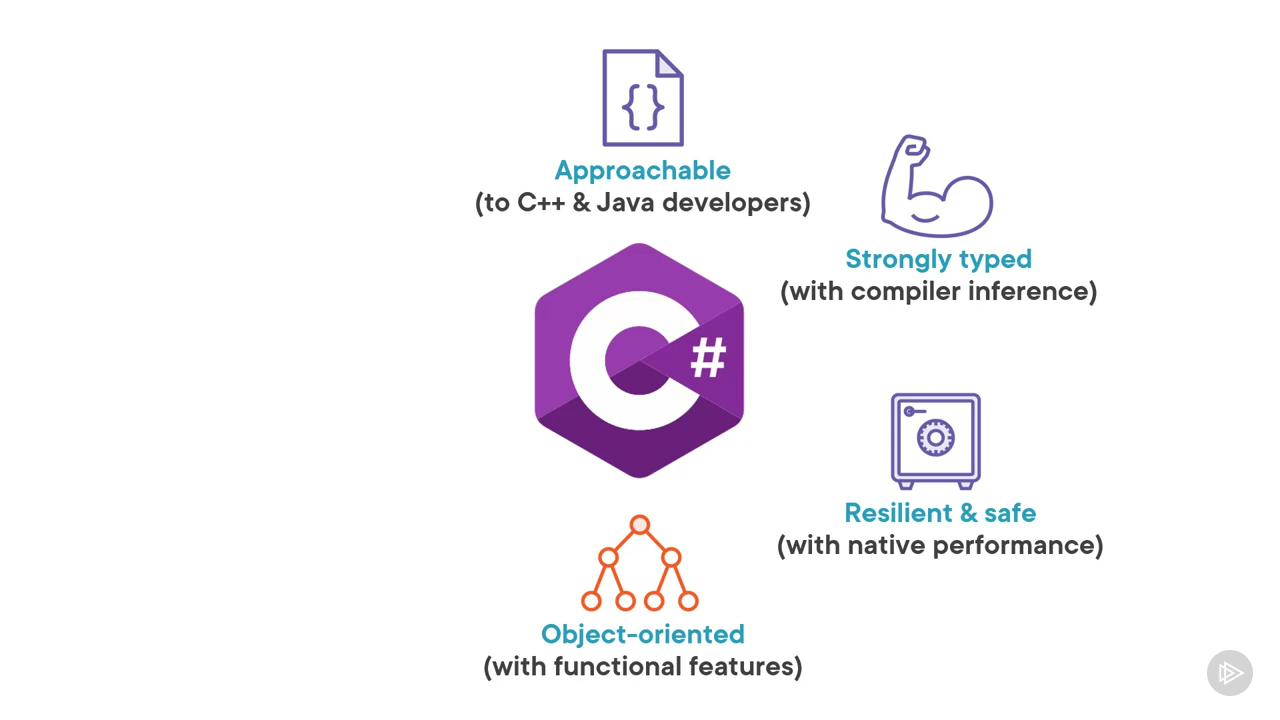 {}
Approachable
(to C++ & Java developers)
Strongly typed
(with compiler inference)
C#
Resilient & safe
(with native performance)
Object-oriented
(with functional features)